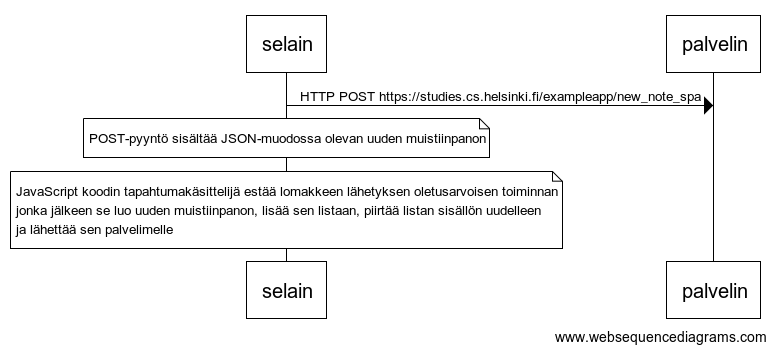 selain
palvelin
HTTP POST https://studies.cs.helsinki.fi/exampleapp/new_note_spa
POST-pyyntö sisältää JSON-muodossa olevan uuden muistiinpanon
JavaScript koodin tapahtumakäsittelijä estää lomakkeen lähetyksen oletusarvoisen toiminnan
jonka jälkeen se luo uuden muistiinpanon, lisää sen listaan, piirtää listan sisällön uudelleen
ja lähettää sen palvelimelle
selain
palvelin
www.websequencediagrams.com